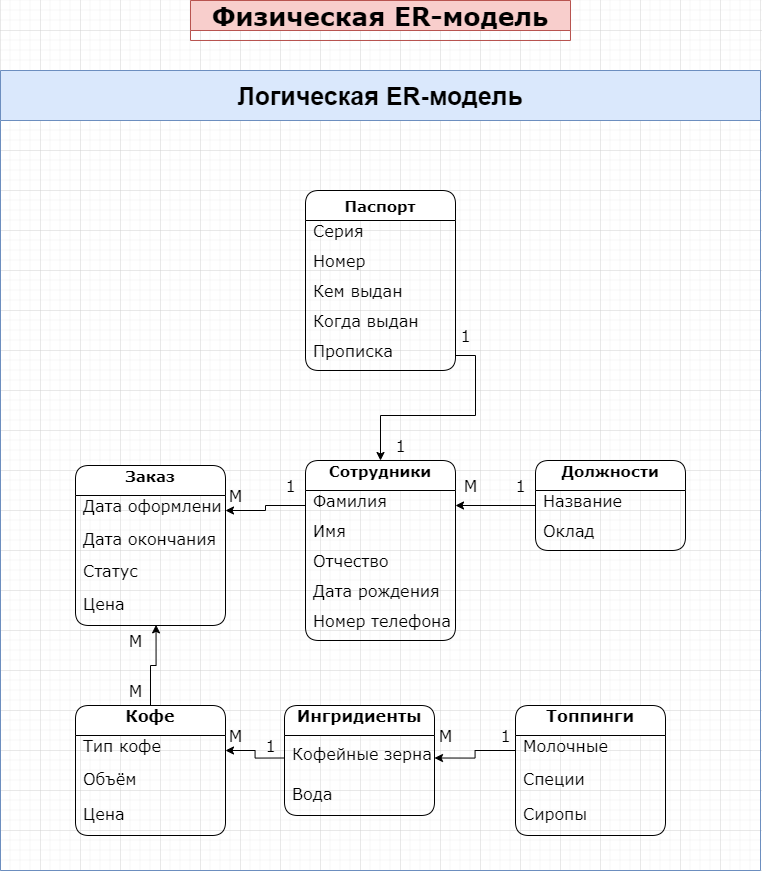 Физическая ER-модель
Логическая ER-модель
Паспорт
Серия
Номер
Кем выдан
Когда выдан
Прописка
1
1
Заказ
Дата оформлени
Дата окончания
Статус
Цена
M
1
Сотрудники
Фамилия
Имя
Отчество
Дата рождения
Номер телефона
M
1
Должности
Название
Оклад
M
M
Кофе
Тип кофе
Объём
Цена
M
1
Ингридиенты
Кофейные зерна
Вода
M
1
Топпинги
Молочные
Специи
Сиропы